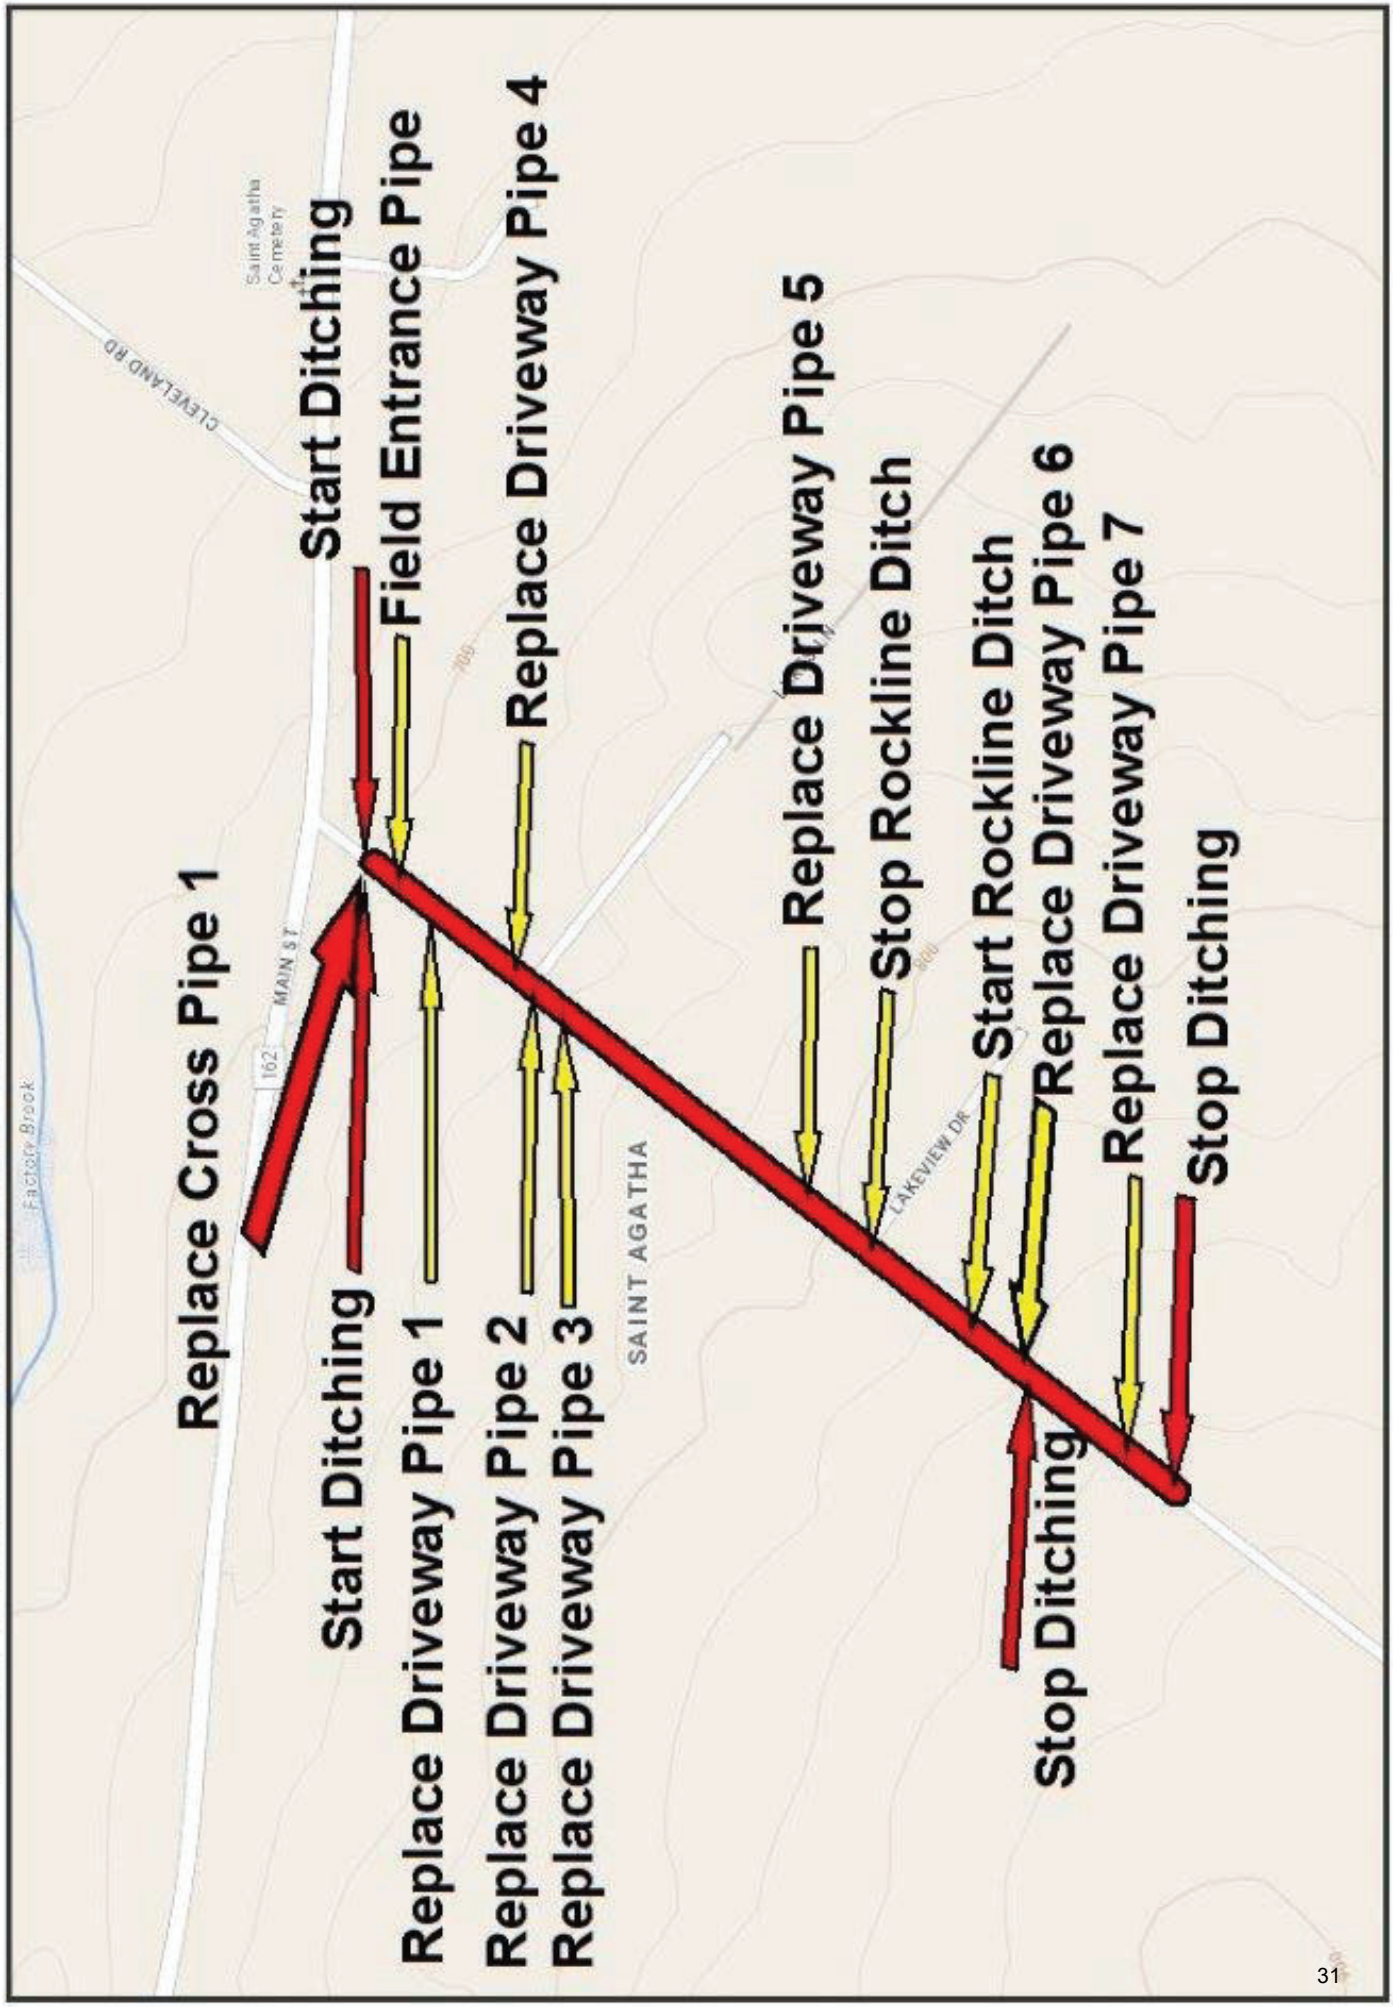 Factory Brook
Replace Cross Pipe 1
162
MAIN ST
CLEVELAND RD
Saint Agatha
Cemetery
Start Ditching
Start Ditching
Field Entrance Pipe
Replace Driveway Pipe 1
700
Replace Driveway Pipe 2
Replace Driveway Pipe 4
Replace Driveway Pipe 3
SAINT AGATHA
Replace Driveway Pipe 5
Stop Rockline Ditch
800
LAKEVIEW DR
Start Rockline Ditch
Replace Driveway Pipe 6
Stop Ditching
Replace Driveway Pipe 7
Stop Ditching
31